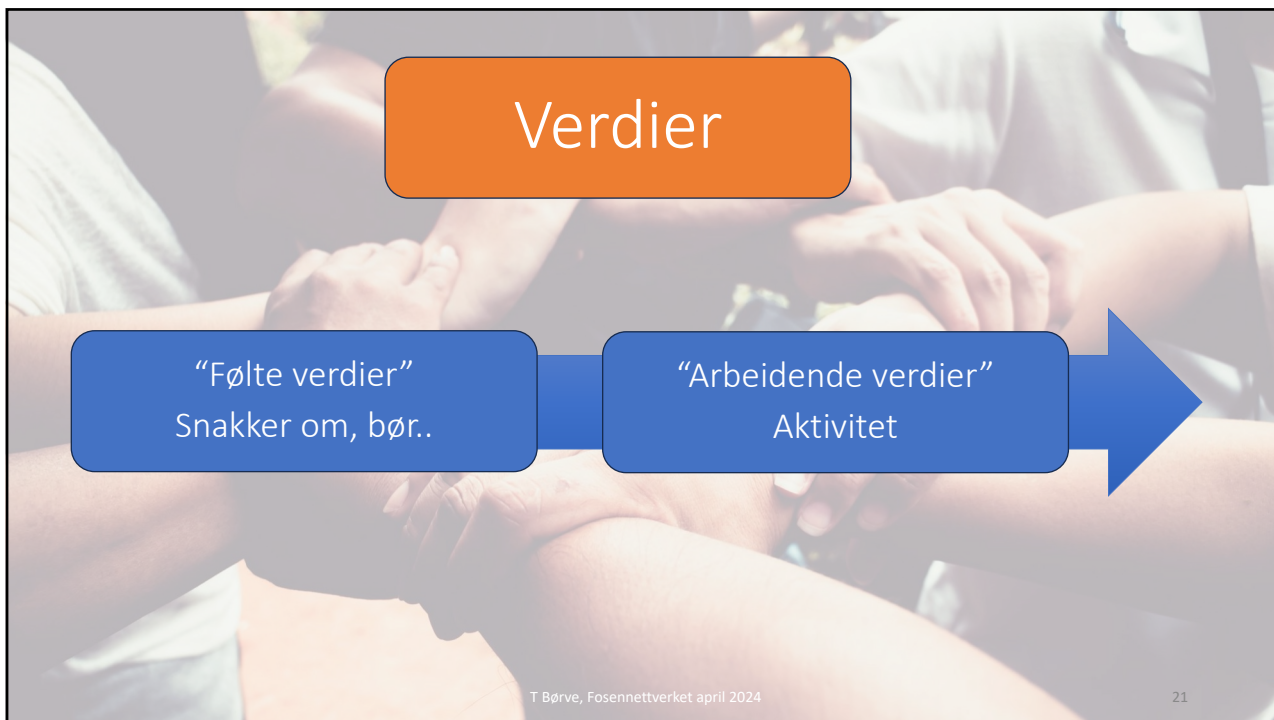 Verdier
“Følte verdier”
Snakker om, bør..
“Arbeidende verdier”
Aktivitet
T Børve, Fosennettverket april 2024
21